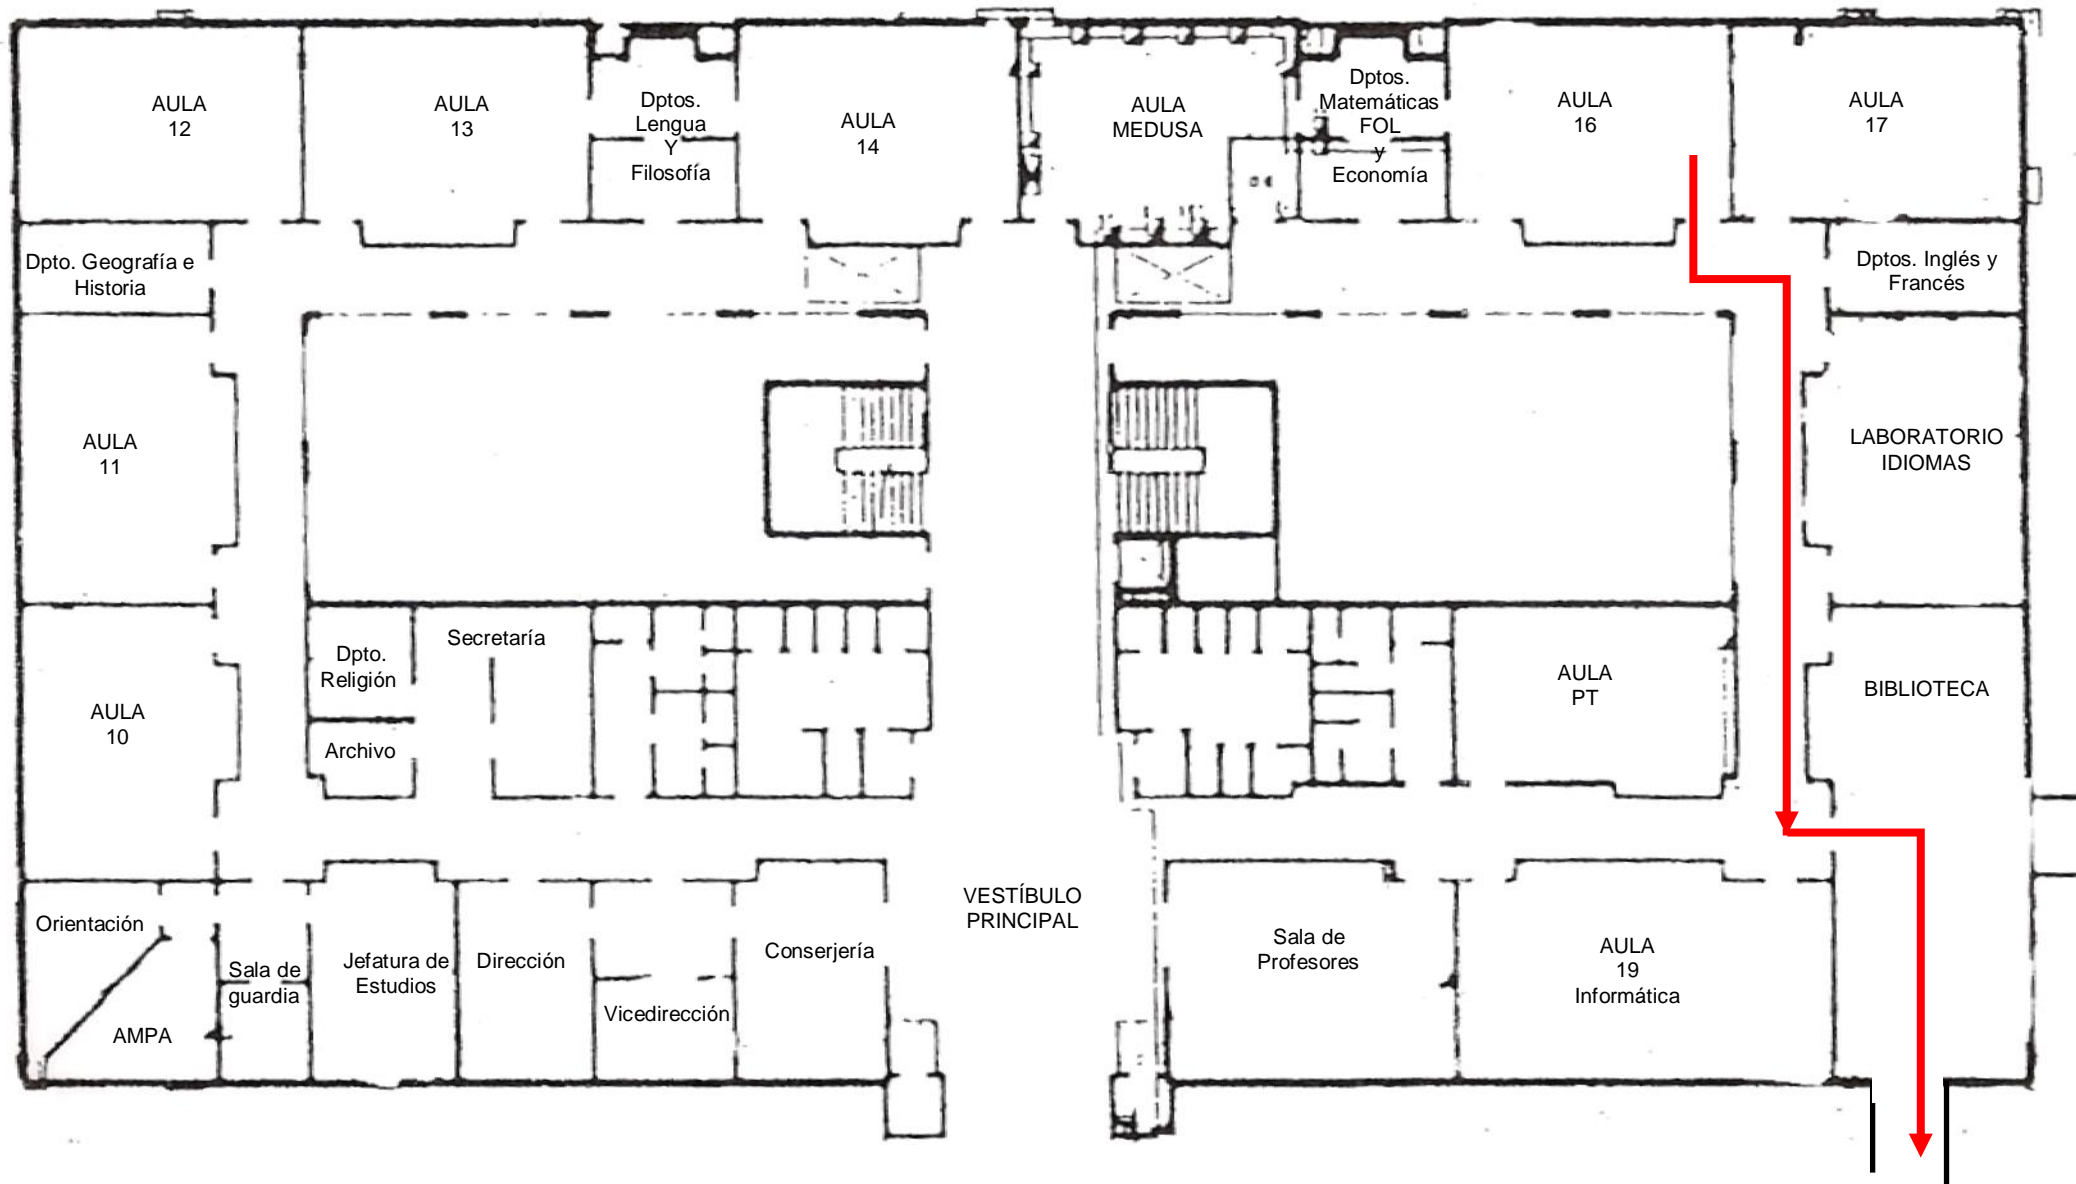 AULA
12
AULA
13
Dptos.
Lengua
Y
Filosofía
AULA
14
AULA
MEDUSA
Dptos.
Matemáticas
FOL
y
Economía
AULA
16
AULA
17
Dpto. Geografía e
Historia
Dptos. Inglés y
Francés
AULA
11
LABORATORIO
IDIOMAS
Dpto.
Religión
Secretaría
AULA
PT
BIBLIOTECA
AULA
10
Archivo
VESTÍBULO
PRINCIPAL
Orientación
Sala de
guardia
Jefatura de
Estudios
Dirección
Vicedirección
Conserjería
Sala de
Profesores
AULA
19
Informática
AMPA